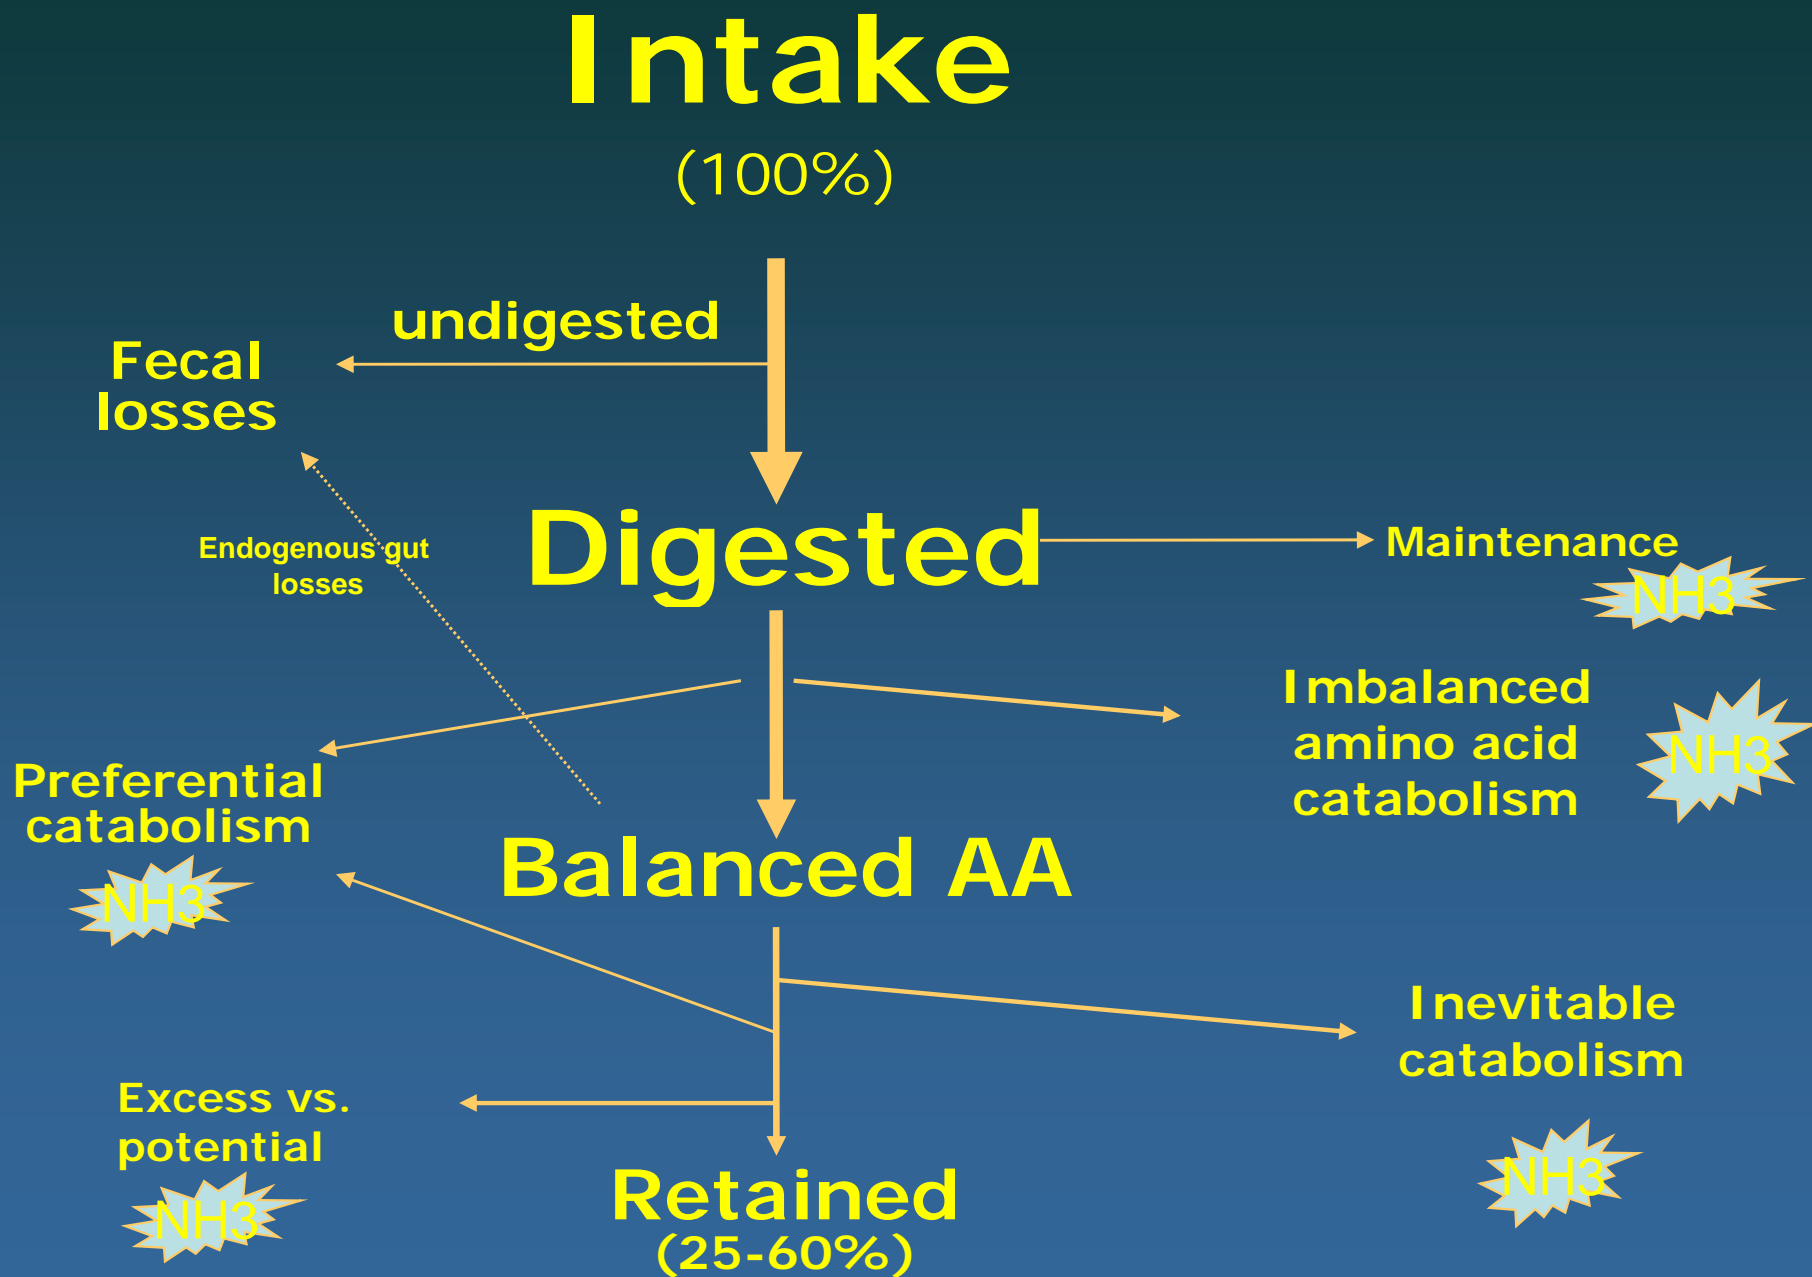 Intake
(100%)
undigested
Fecal
losses
Digested
Endogenous gut
losses
Maintenance
NH3
Imbalanced
amino acid
catabolism
NH3
Preferential
catabolism
NH3
Balanced AA
Inevitable
catabolism
NH3
Excess vs.
potential
NH3
Retained
(25-60%)